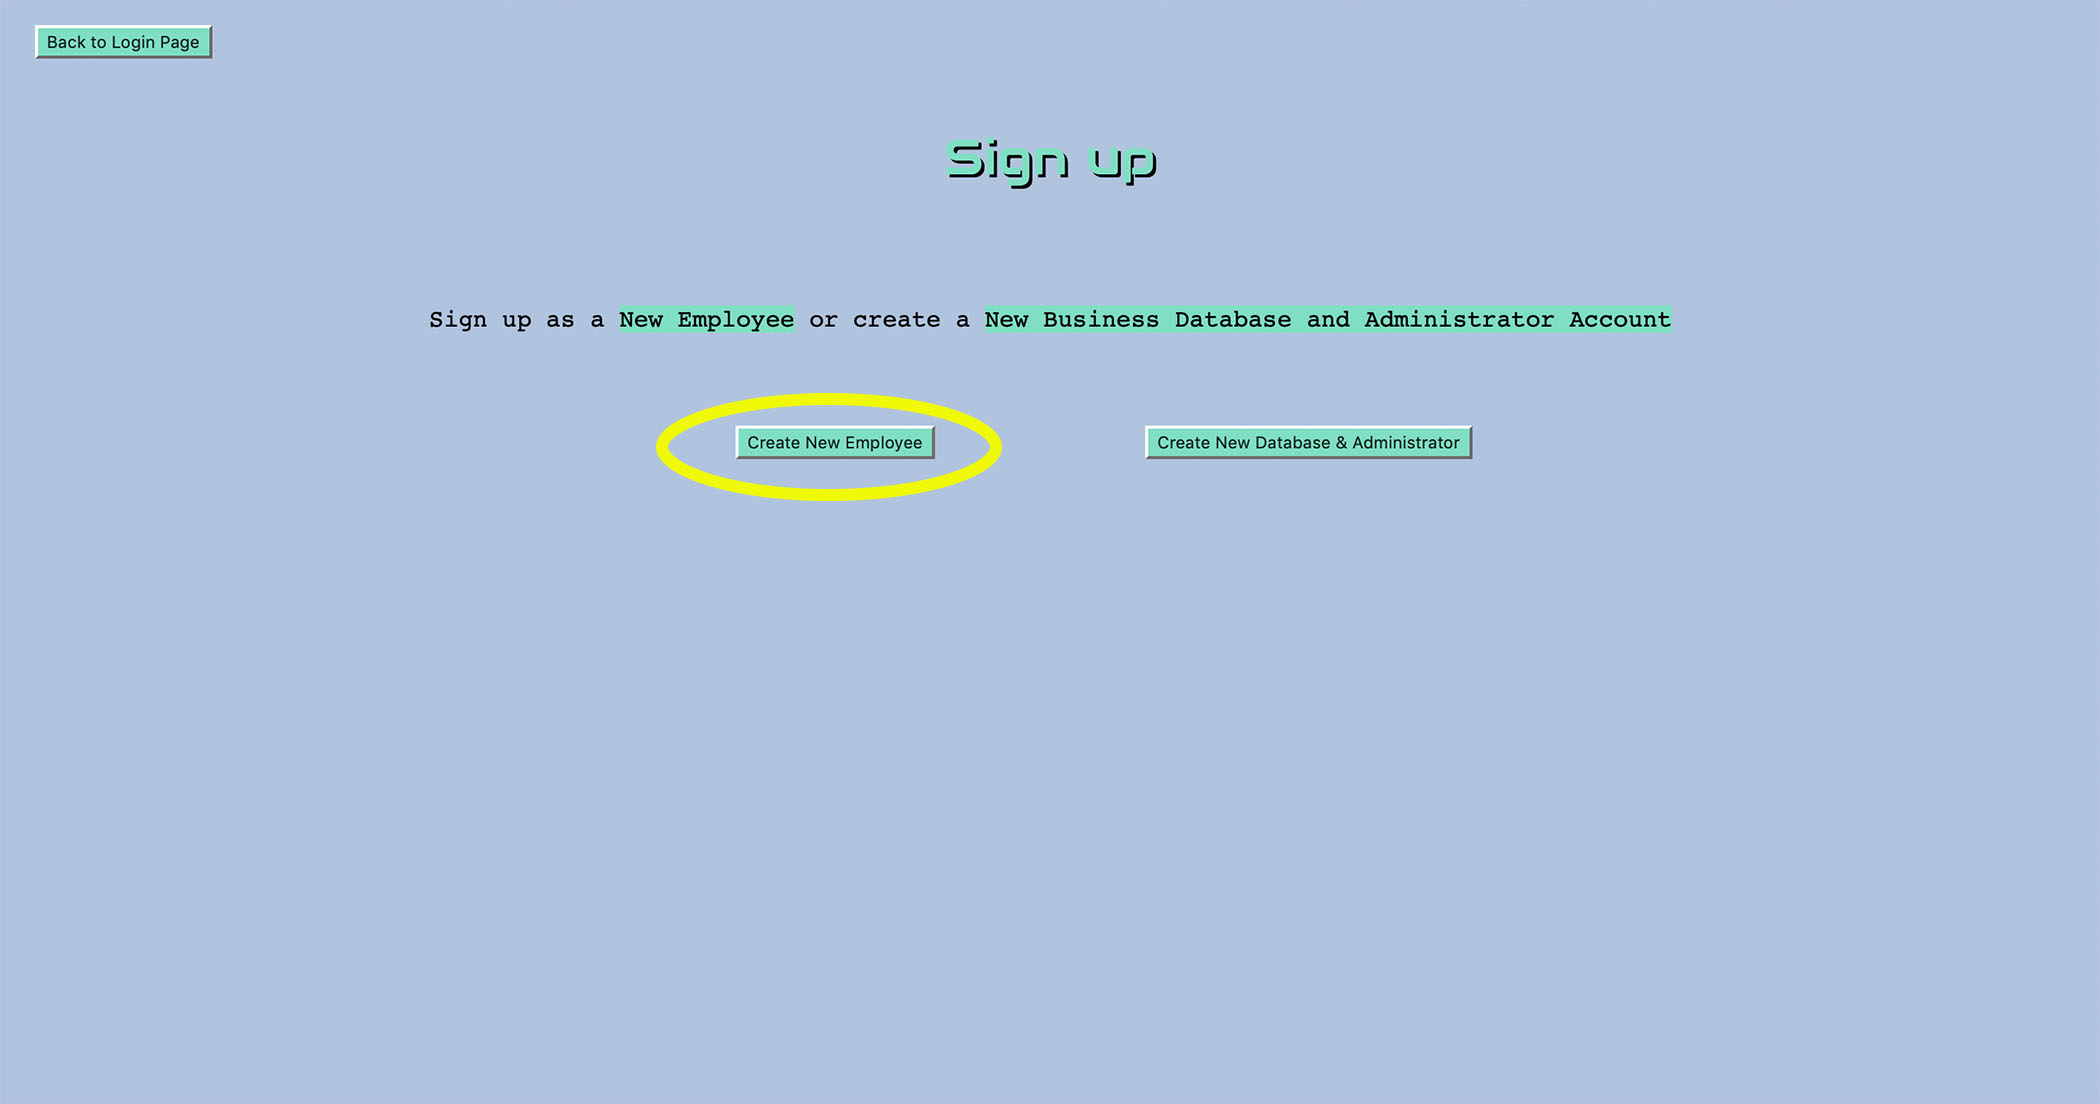 Back to Login Page
Sign up
Sign up as a New Employee or create a New Business Database and Administrator Account
Create New Employee
Create New Database & Administrator